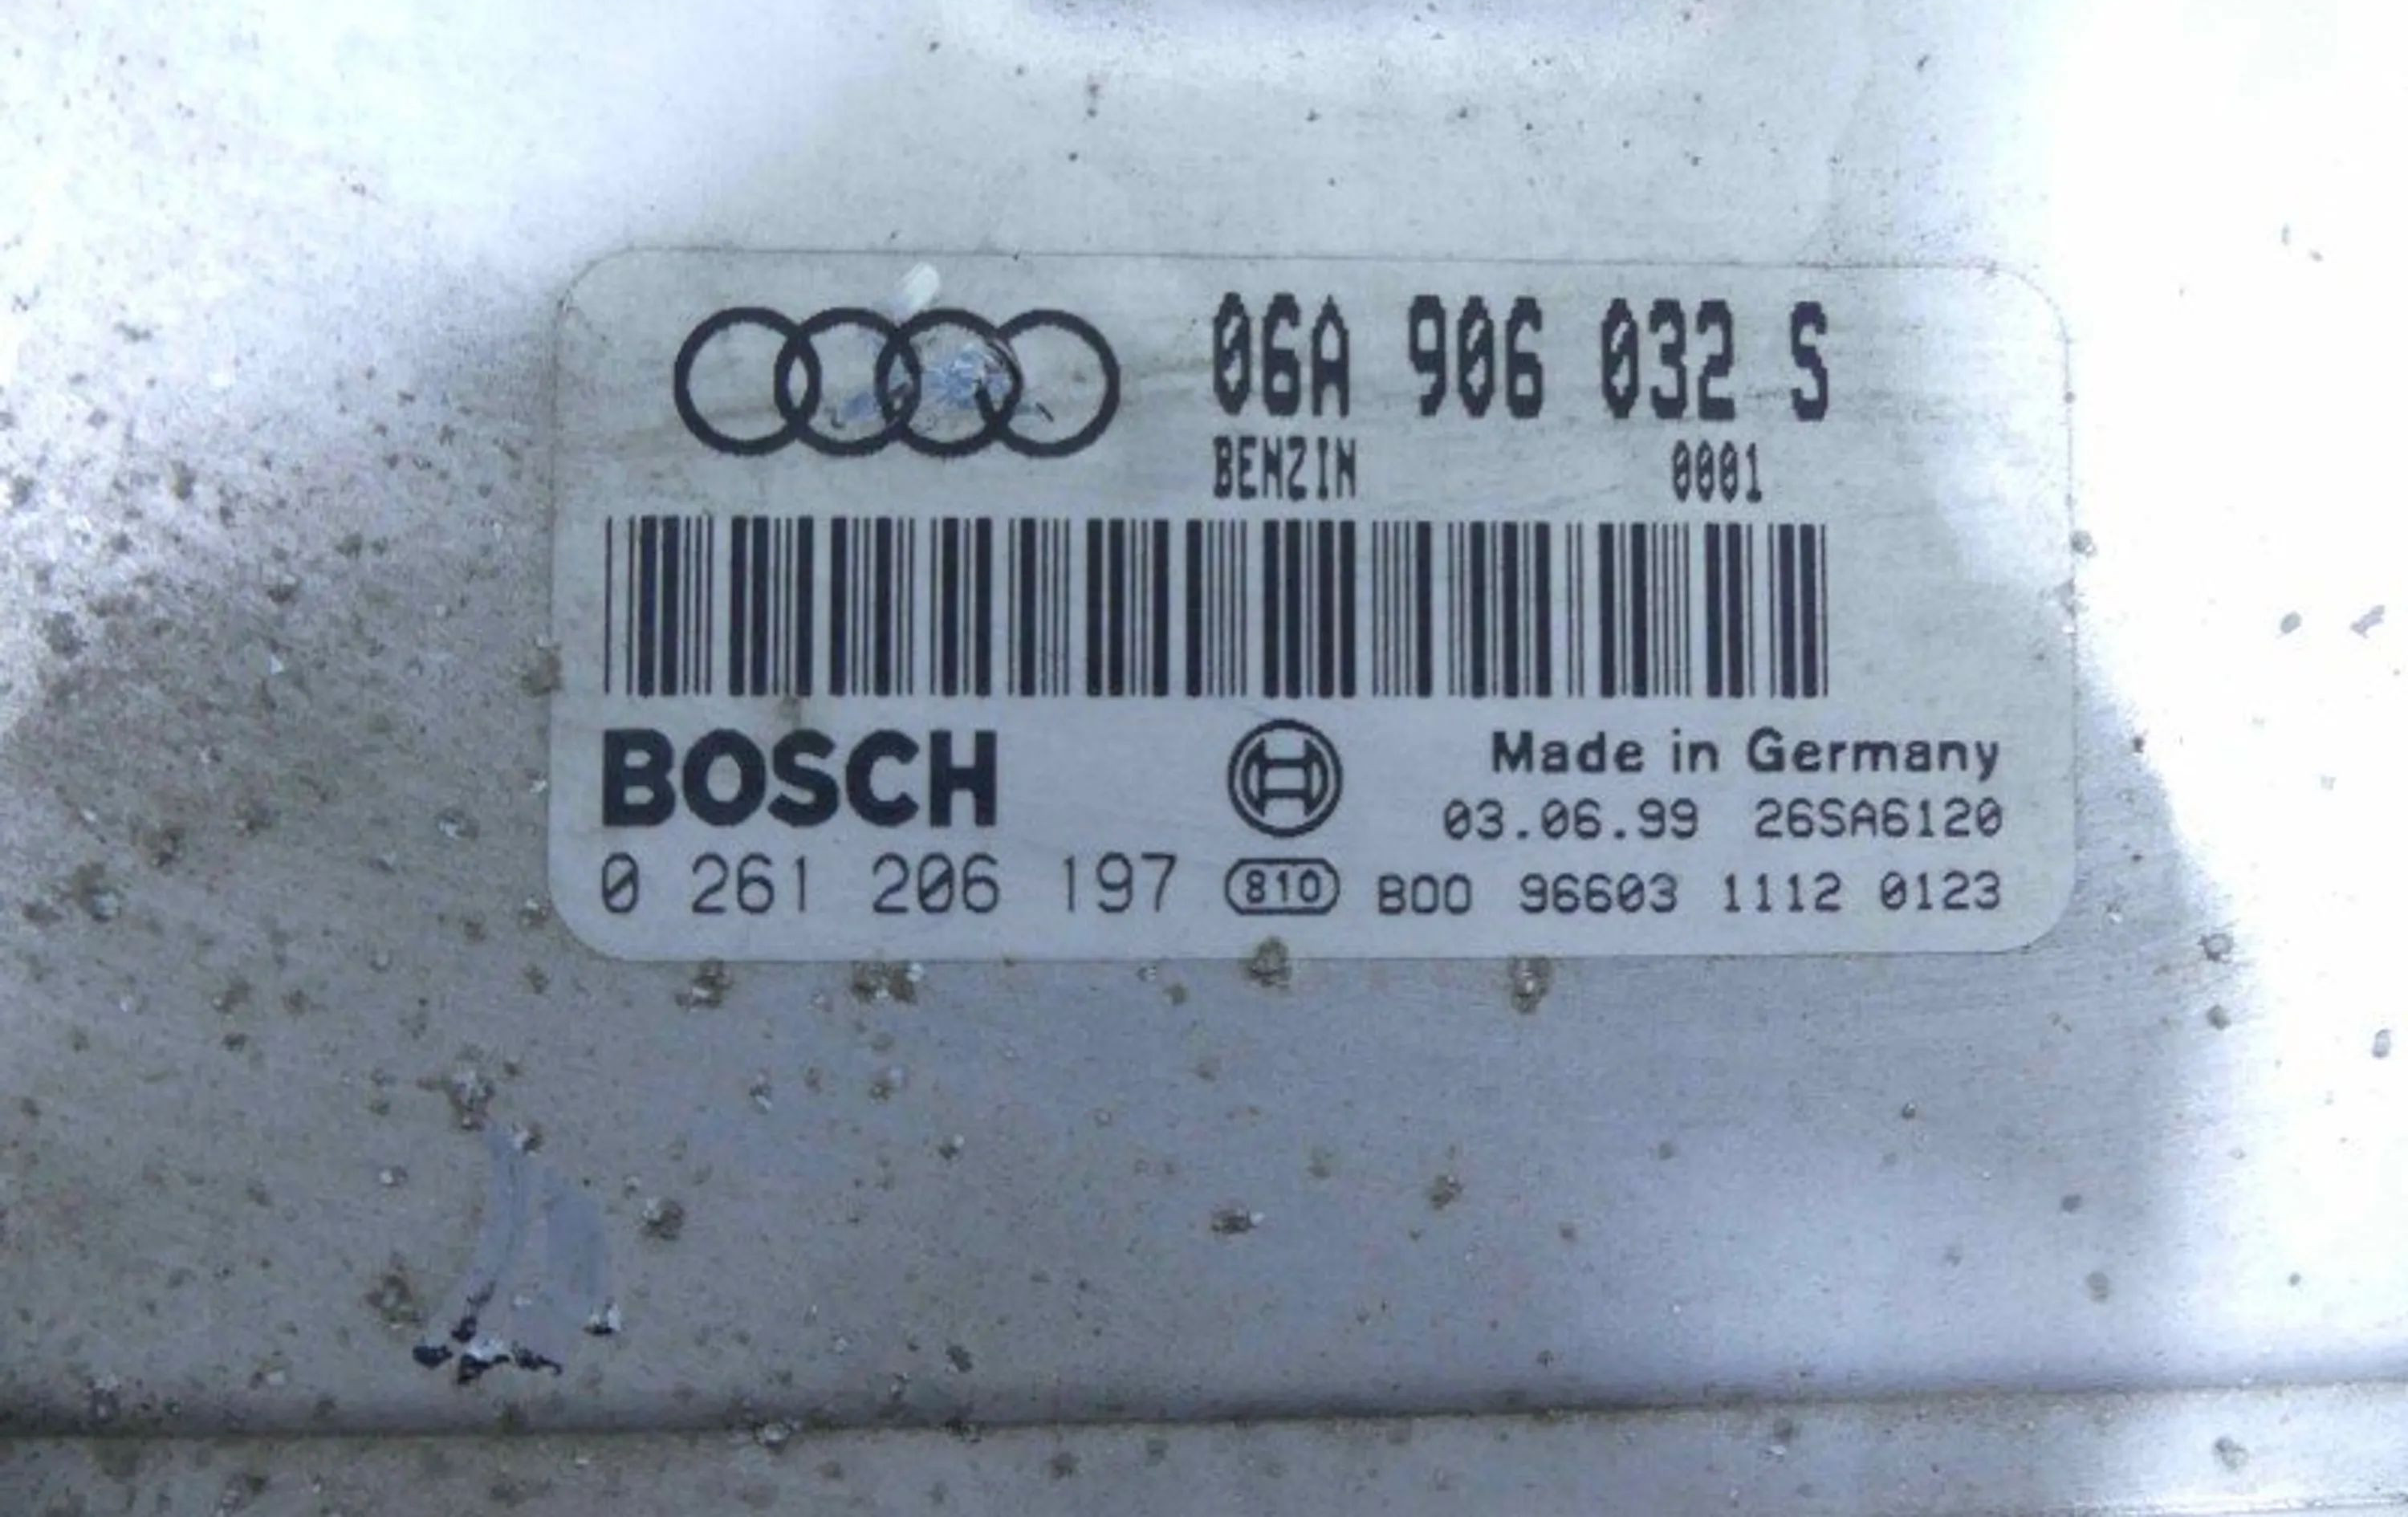 06A 906 032 S
BENZIN 0001
BOSCH Made in Germany
03.06.99 26SA6120
0 261 206 197 810 B00 96603 1112 0123